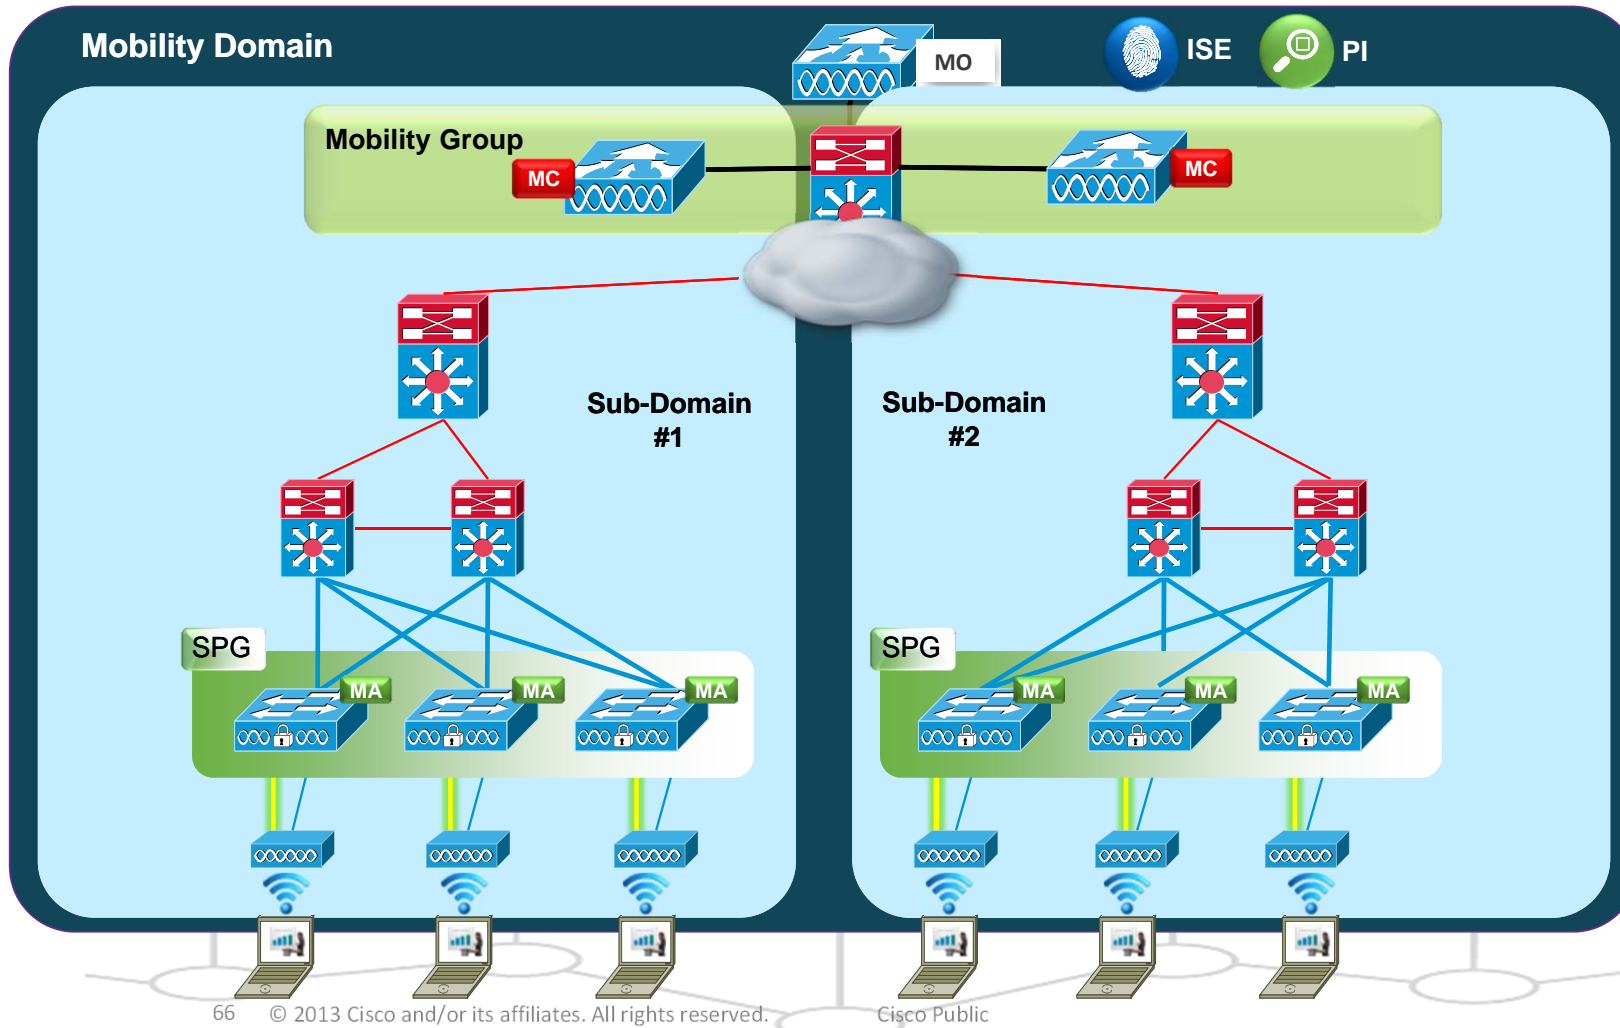 Mobility Domain
MO
ISE
PI
Mobility Group
MC
MC
Sub-Domain
#1
Sub-Domain
#2
SPG
MA
MA
MA
SPG
MA
MA
MA
66 © 2013 Cisco and/or its affiliates. All rights reserved. Cisco Public